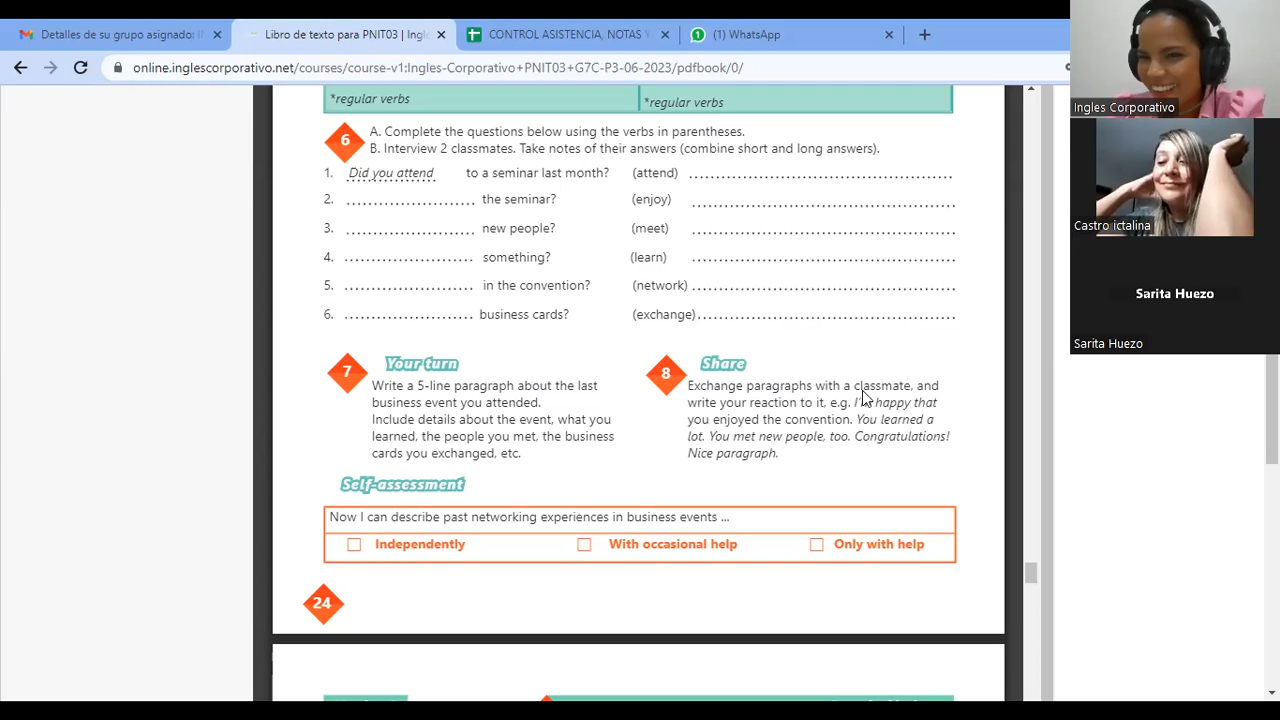 Detalles de su grupo asignado: I
Libro de texto para PNIT03 | Ingl
CONTROL ASISTENCIA, NOTAS Y
(1) WhatsApp
online.inglescorporativo.net/courses/course-v1:Ingles-Corporativo+PNIT03+G7C-P3-06-2023/pdfbook/0/
*regular verbs
*regular verbs
6
A. Complete the questions below using the verbs in parentheses.
B. Interview 2 classmates. Take notes of their answers (combine short and long answers).
1. Did you attend to a seminar last month? (attend)
2. the seminar? (enjoy)
3. new people? (meet)
4. something? (learn)
5. in the convention? (network)
6. business cards? (exchange)
7
Your turn
Write a 5-line paragraph about the last
business event you attended.
Include details about the event, what you
learned, the people you met, the business
cards you exchanged, etc.
8
Share
Exchange paragraphs with a classmate, and
write your reaction to it, e.g. happy that
you enjoyed the convention. You learned a
lot. You met new people, too. Congratulations!
Nice paragraph.
Self-assessment
Now I can describe past networking experiences in business events ...
Independently With occasional help Only with help
24
Ingles Corporativo
Castro ictalina
Sarita Huezo
Sarita Huezo